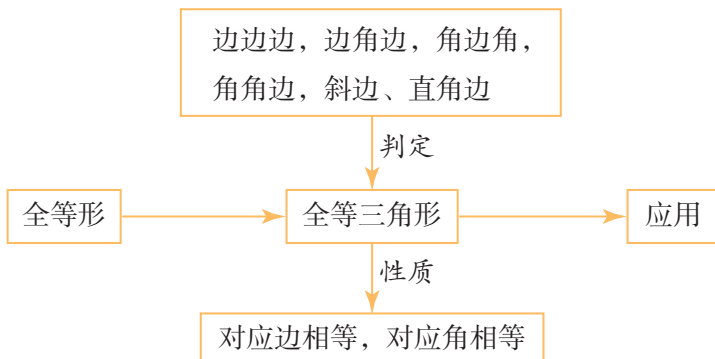 边边边，边角边，角边角，
角角边，斜边、直角边
判定
全等形
全等三角形
应用
性质
对应边相等，对应角相等